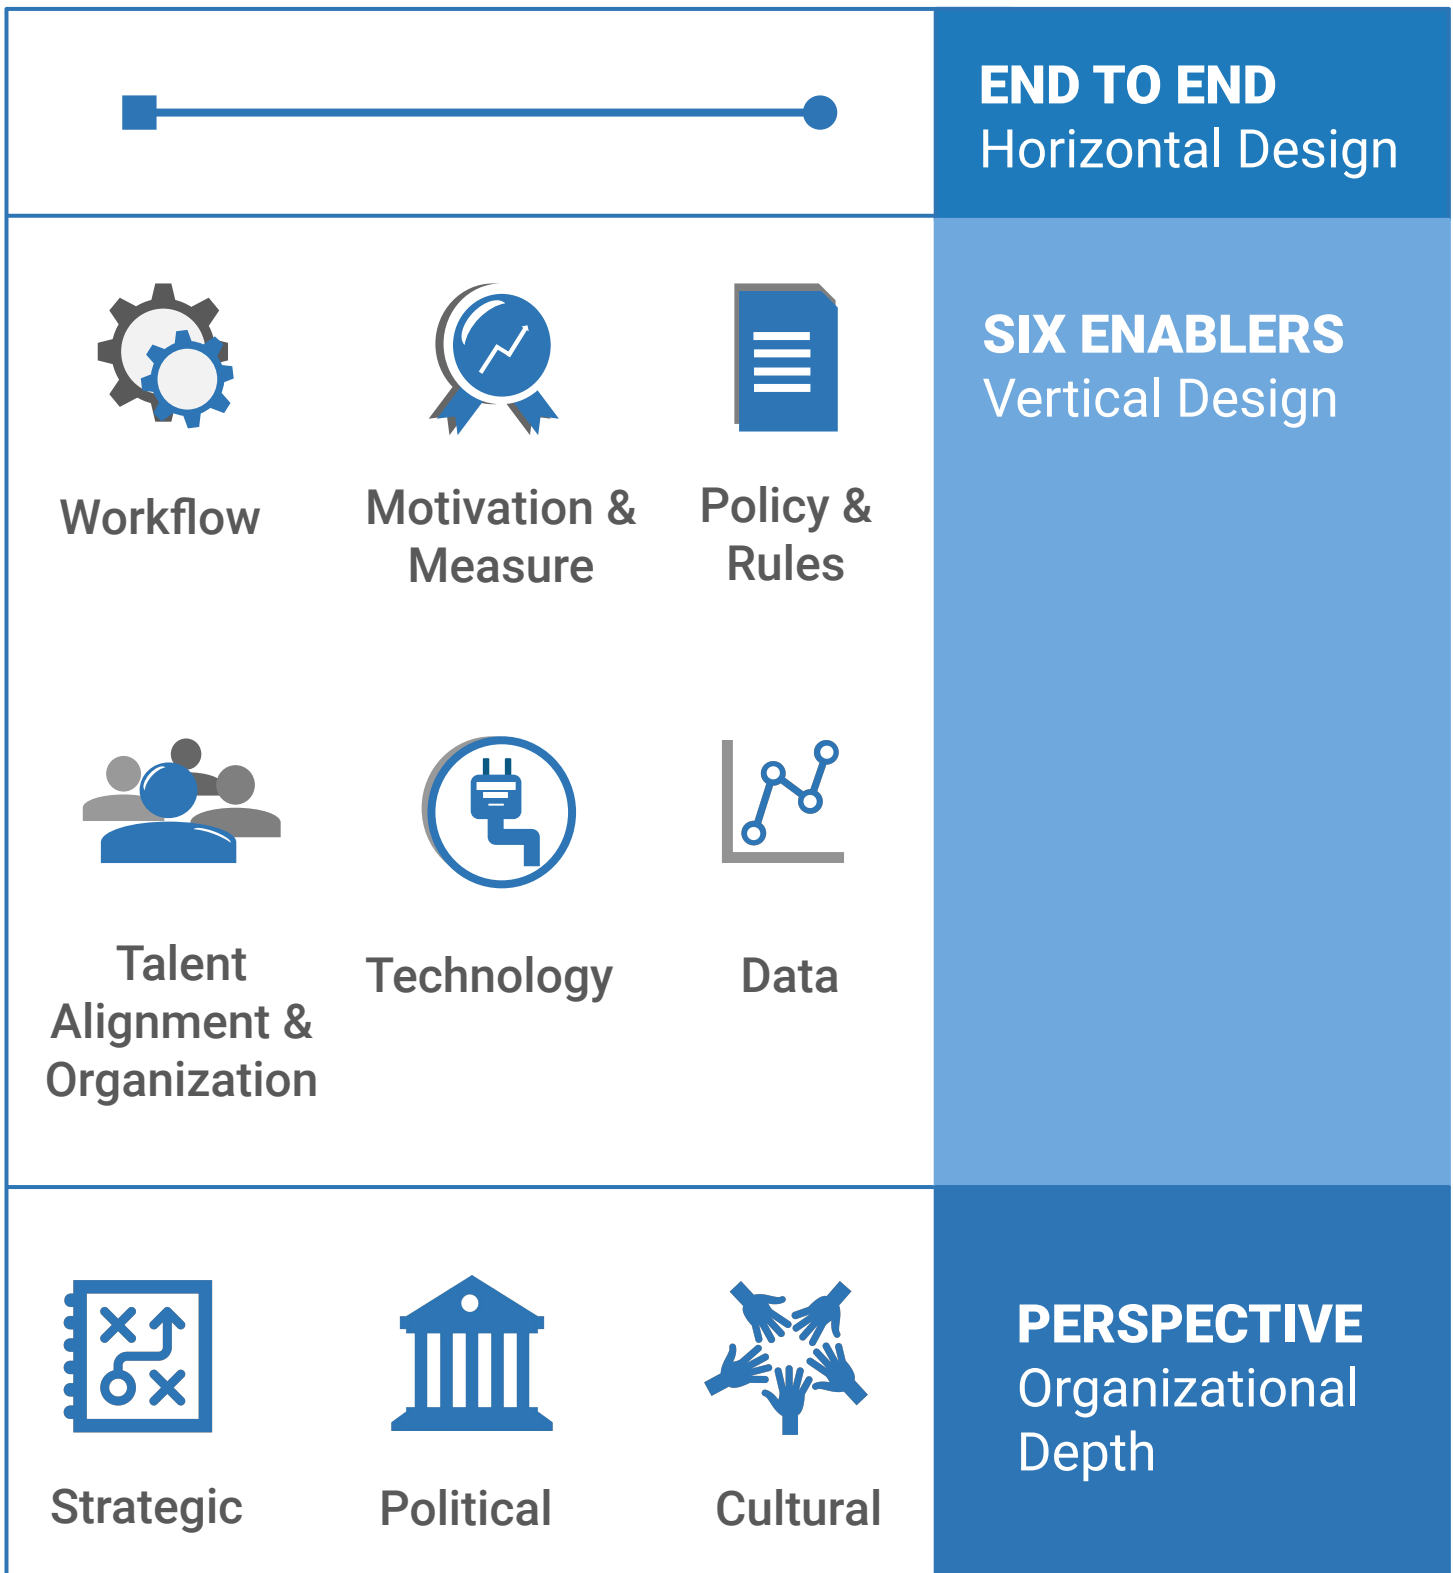 END TO END
Horizontal Design
SIX ENABLERS
Vertical Design
Workflow
Motivation &
Measure
Policy &
Rules
Talent
Alignment &
Organization
Technology
Data
PERSPECTIVE
Organizational
Depth
Strategic
Political
Cultural